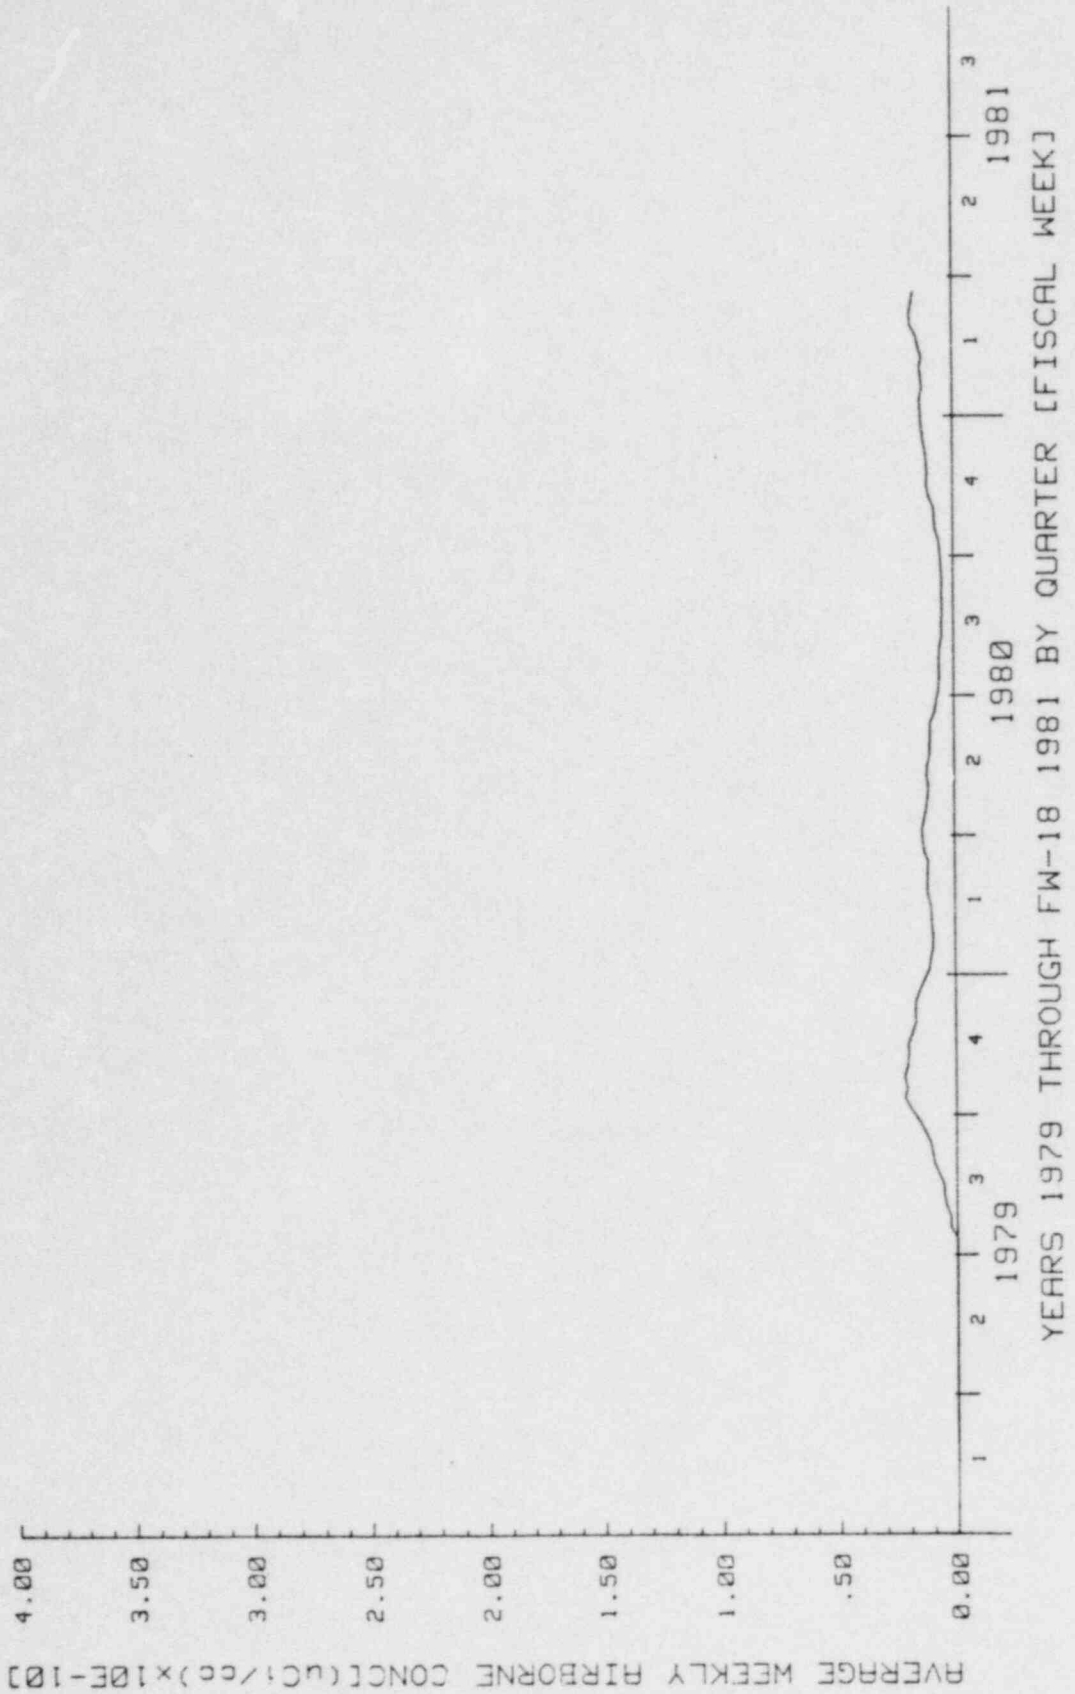 AVERAGE WEEKLY AIRBORNE CONC[(uCi/cc)x10E-10]
4.00
3.50
3.00
2.50
2.00
1.50
1.00
.50
0.00
1 2 3 4 1 2 3 4 1 2 3
1979 1980 1981
YEARS 1979 THROUGH FW-18 1981 BY QUARTER [FISCAL WEEK]